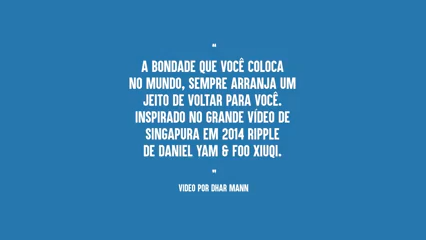 "
A BONDADE QUE VOCÊ COLOCA
NO MUNDO, SEMPRE ARRANJA UM
JEITO DE VOLTAR PARA VOCÊ.
INSPIRADO NO GRANDE VÍDEO DE
SINGAPURA EM 2014 RIPPLE
DE DANIEL YAM & FOO XIUQI.
"
VIDEO POR DHAR MANN